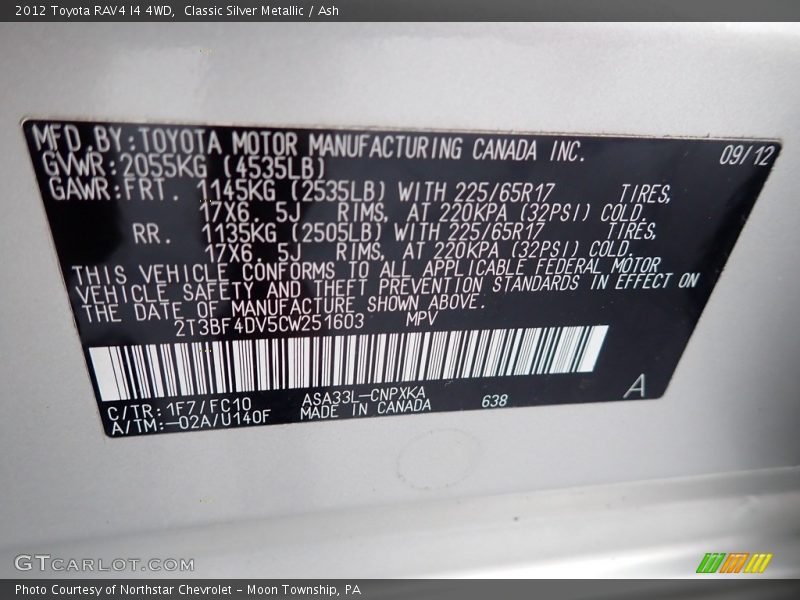 2012 Toyota RAV4 I4 4WD,  Classic Silver Metallic / Ash
MFD.BY:TOYOTA MOTOR MANUFACTURING CANADA INC. 09/12
GVWR:2055KG (4535LB)
GAWR:FRT. 1145KG (2535LB) WITH 225/65R17 TIRES,
17X6. 5J RIMS, AT 220KPA (32PSI) COLD.
RR. 1135KG (2505LB) WITH 225/65R17 TIRES,
17X6. 5J RIMS, AT 220KPA (32PSI) COLD.
THIS VEHICLE CONFORMS TO ALL APPLICABLE FEDERAL MOTOR
VEHICLE SAFETY AND THEFT PREVENTION STANDARDS IN EFFECT ON
THE DATE OF MANUFACTURE SHOWN ABOVE.
2T3BF4DV5CW251603 MPV
C/TR:1F7/FC10 ASA33L-CNPXKA 638 A
A/TM:-02A/U140F MADE IN CANADA
GTCARLOT.COM
Photo Courtesy of Northstar Chevrolet - Moon Township, PA